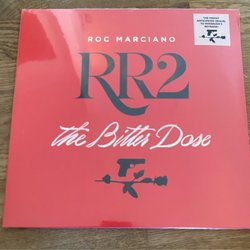 ROC MARCIANO
RR2
the Bitter Dose